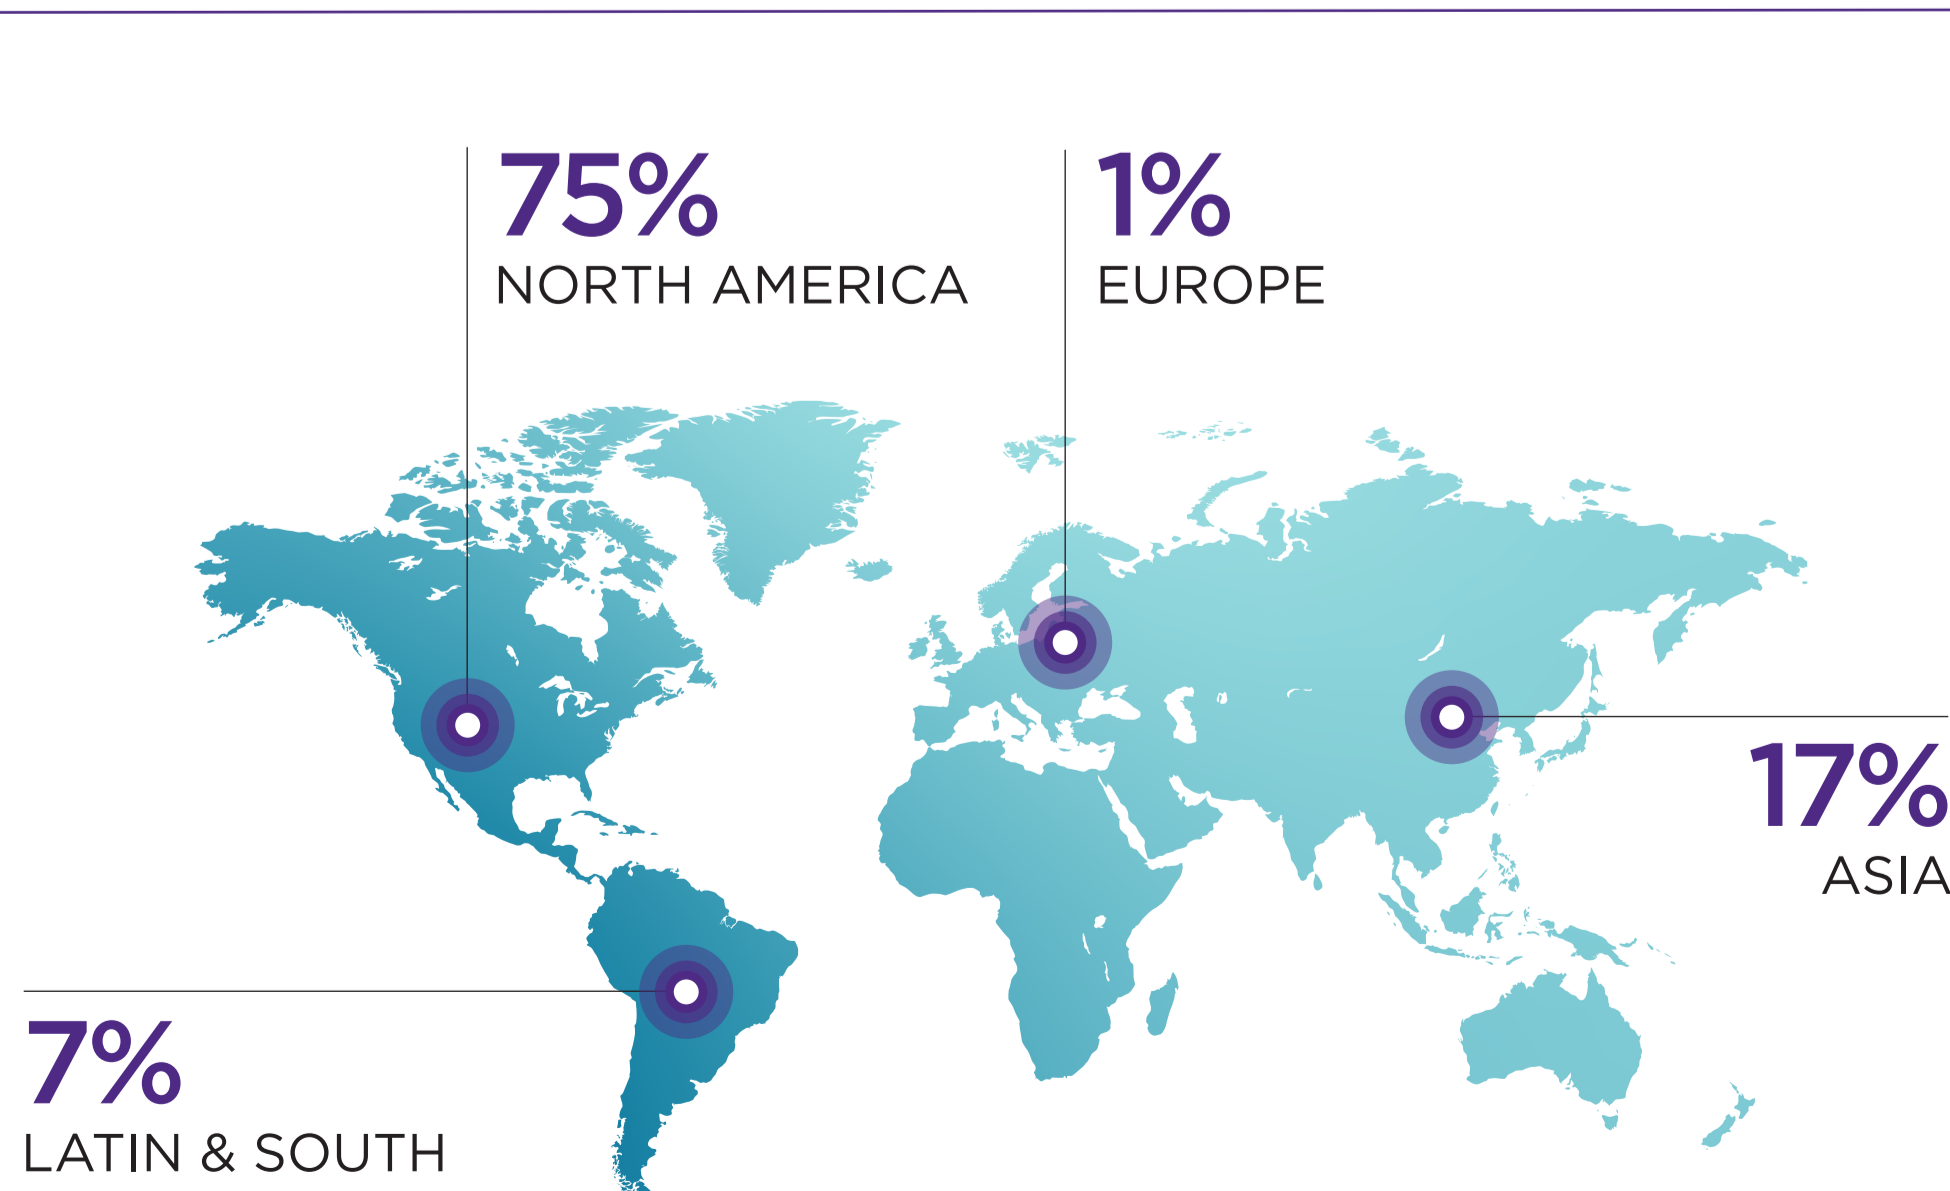 75%
NORTH AMERICA
1%
EUROPE
17%
ASIA
7%
LATIN & SOUTH